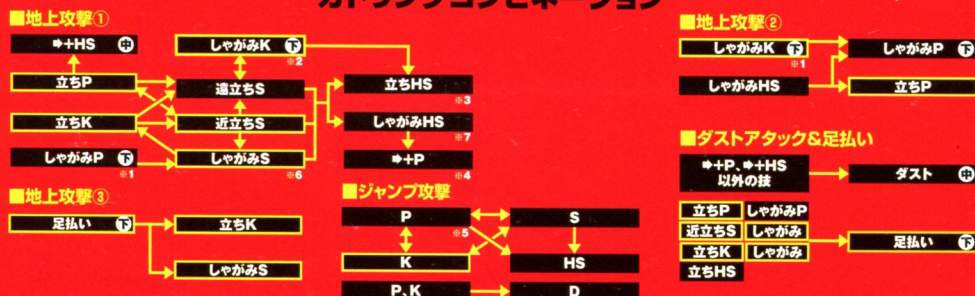 ガトリングコンビネーション
■地上攻撃①
➡+HS 中
立ちP
立ちK
しゃがみP 下
※1
しゃがみK 下
※2
遠立ちS
近立ちS
しゃがみS
※6
立ちHS
※3
しゃがみHS
※7
➡+P
※4
■地上攻撃②
しゃがみK 下
※1
しゃがみHS
しゃがみP 下
立ちP
■地上攻撃③
足払い 下
立ちK
しゃがみS
■ジャンプ攻撃
P
※5
K
P、K
S
HS
D
■ダストアタック&足払い
➡+P、➡+HS
以外の技
ダスト 中
立ちP しゃがみP
近立ちS しゃがみ
立ちK しゃがみ
立ちHS
足払い 下